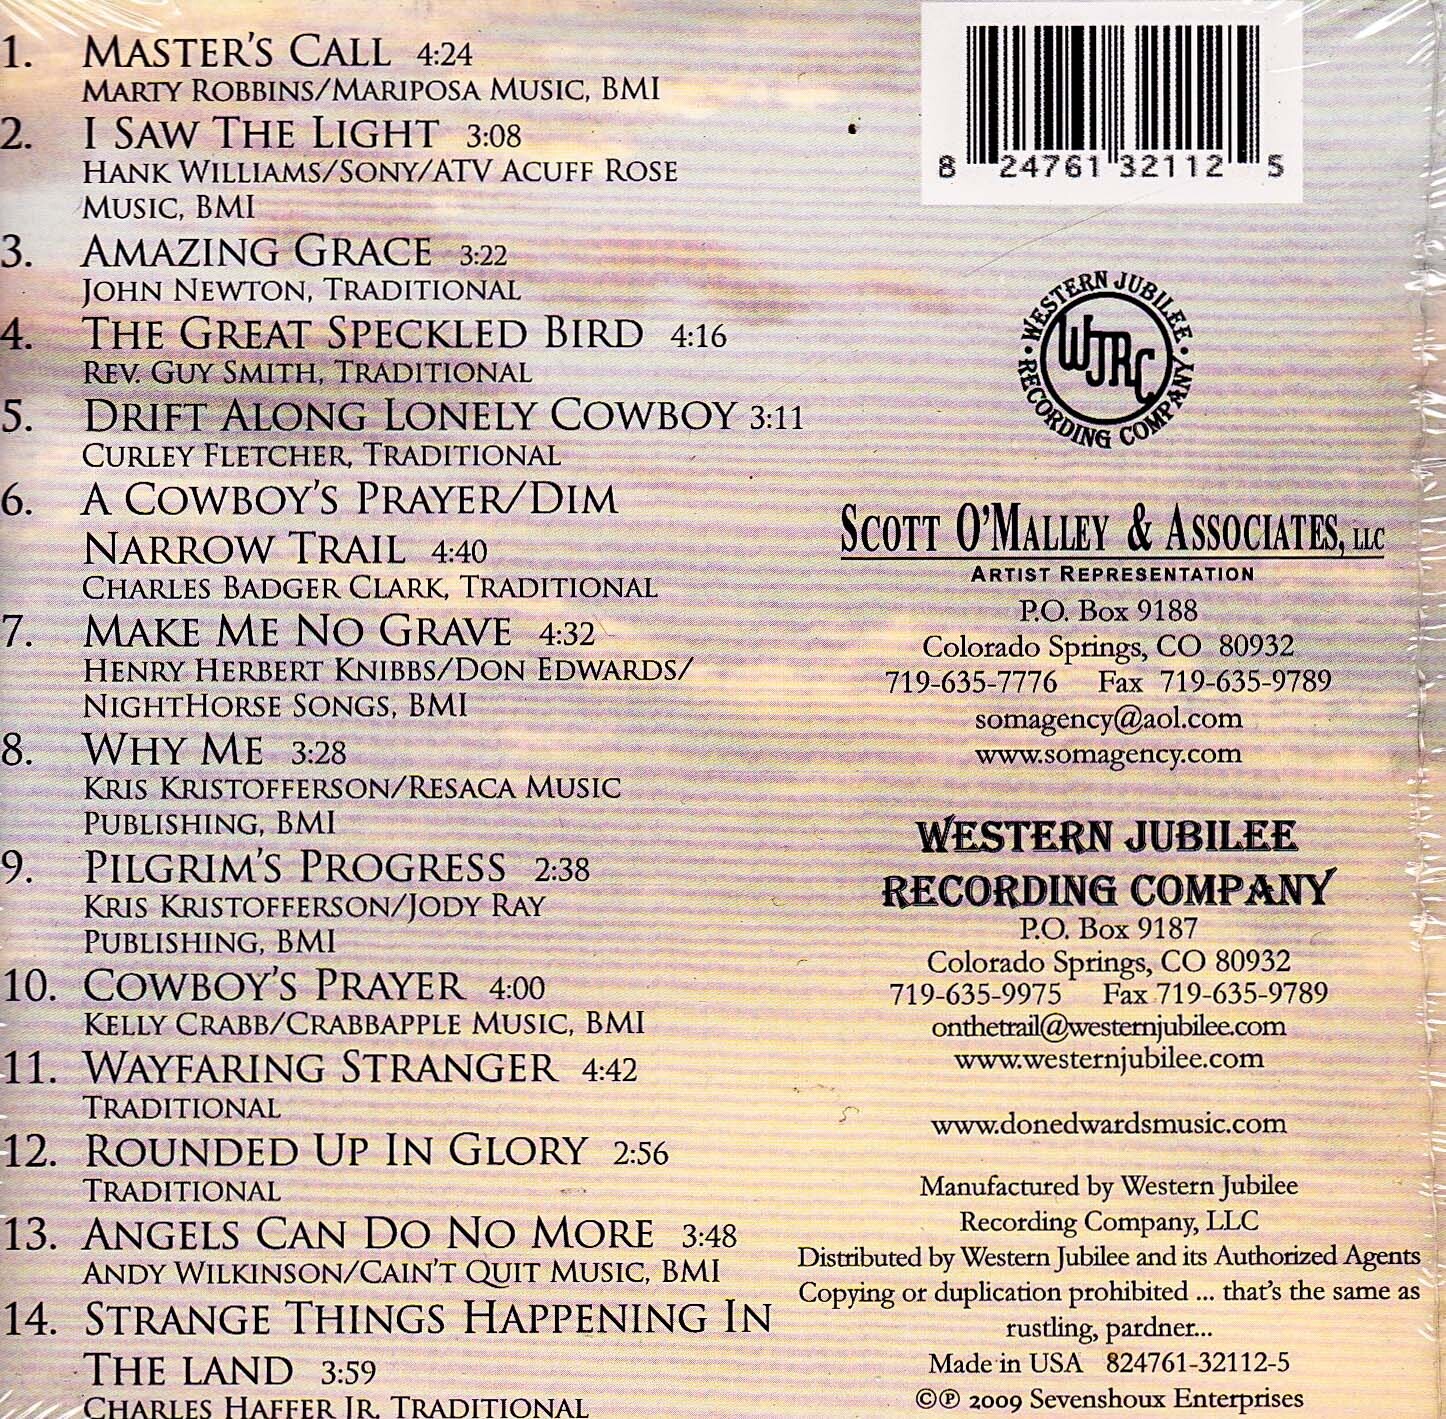 1. Master's Call 4:24
Marty Robbins/Mariposa Music, BMI
2. I Saw The Light 3:08
Hank Williams/Sony/ATV Acuff Rose
Music, BMI
3. Amazing Grace 3:22
John Newton, Traditional
4. The Great Speckled Bird 4:16
Rev. Guy Smith, Traditional
5. Drift Along Lonely Cowboy 3:11
Curley Fletcher, Traditional
6. A Cowboy's Prayer/Dim
Narrow Trail 4:40
Charles Badger Clark, Traditional
7. Make Me No Grave 4:32
Henry Herbert Knibbs/Don Edwards/
NightHorse Songs, BMI
8. Why Me 3:28
Kris Kristofferson/Resaca Music
Publishing, BMI
9. Pilgrim's Progress 2:38
Kris Kristofferson/Jody Ray
Publishing, BMI
10. Cowboy's Prayer 4:00
Kelly Crabb/Crabbapple Music, BMI
11. Wayfaring Stranger 4:42
Traditional
12. Rounded Up In Glory 2:56
Traditional
13. Angels Can Do No More 3:48
Andy Wilkinson/Cain't Quit Music, BMI
14. Strange Things Happening In
The Land 3:59
Charles Haffer Jr. Traditional
8 24761 32112 5
Western Jubilee
WJRC
Recording Company
Scott O'Malley & Associates, LLC
Artist Representation
P.O. Box 9188
Colorado Springs, CO 80932
719-635-7776 Fax 719-635-9789
somagency@aol.com
www.somagency.com
Western Jubilee
Recording Company
P.O. Box 9187
Colorado Springs, CO 80932
719-635-9975 Fax 719-635-9789
onthetrail@westernjubilee.com
www.westernjubilee.com
www.donedwardsmusic.com
Manufactured by Western Jubilee
Recording Company, LLC
Distributed by Western Jubilee and its Authorized Agents
Copying or duplication prohibited ... that's the same as
rustling, pardner...
Made in USA 824761-32112-5
©℗ 2009 Sevenshoux Enterprises